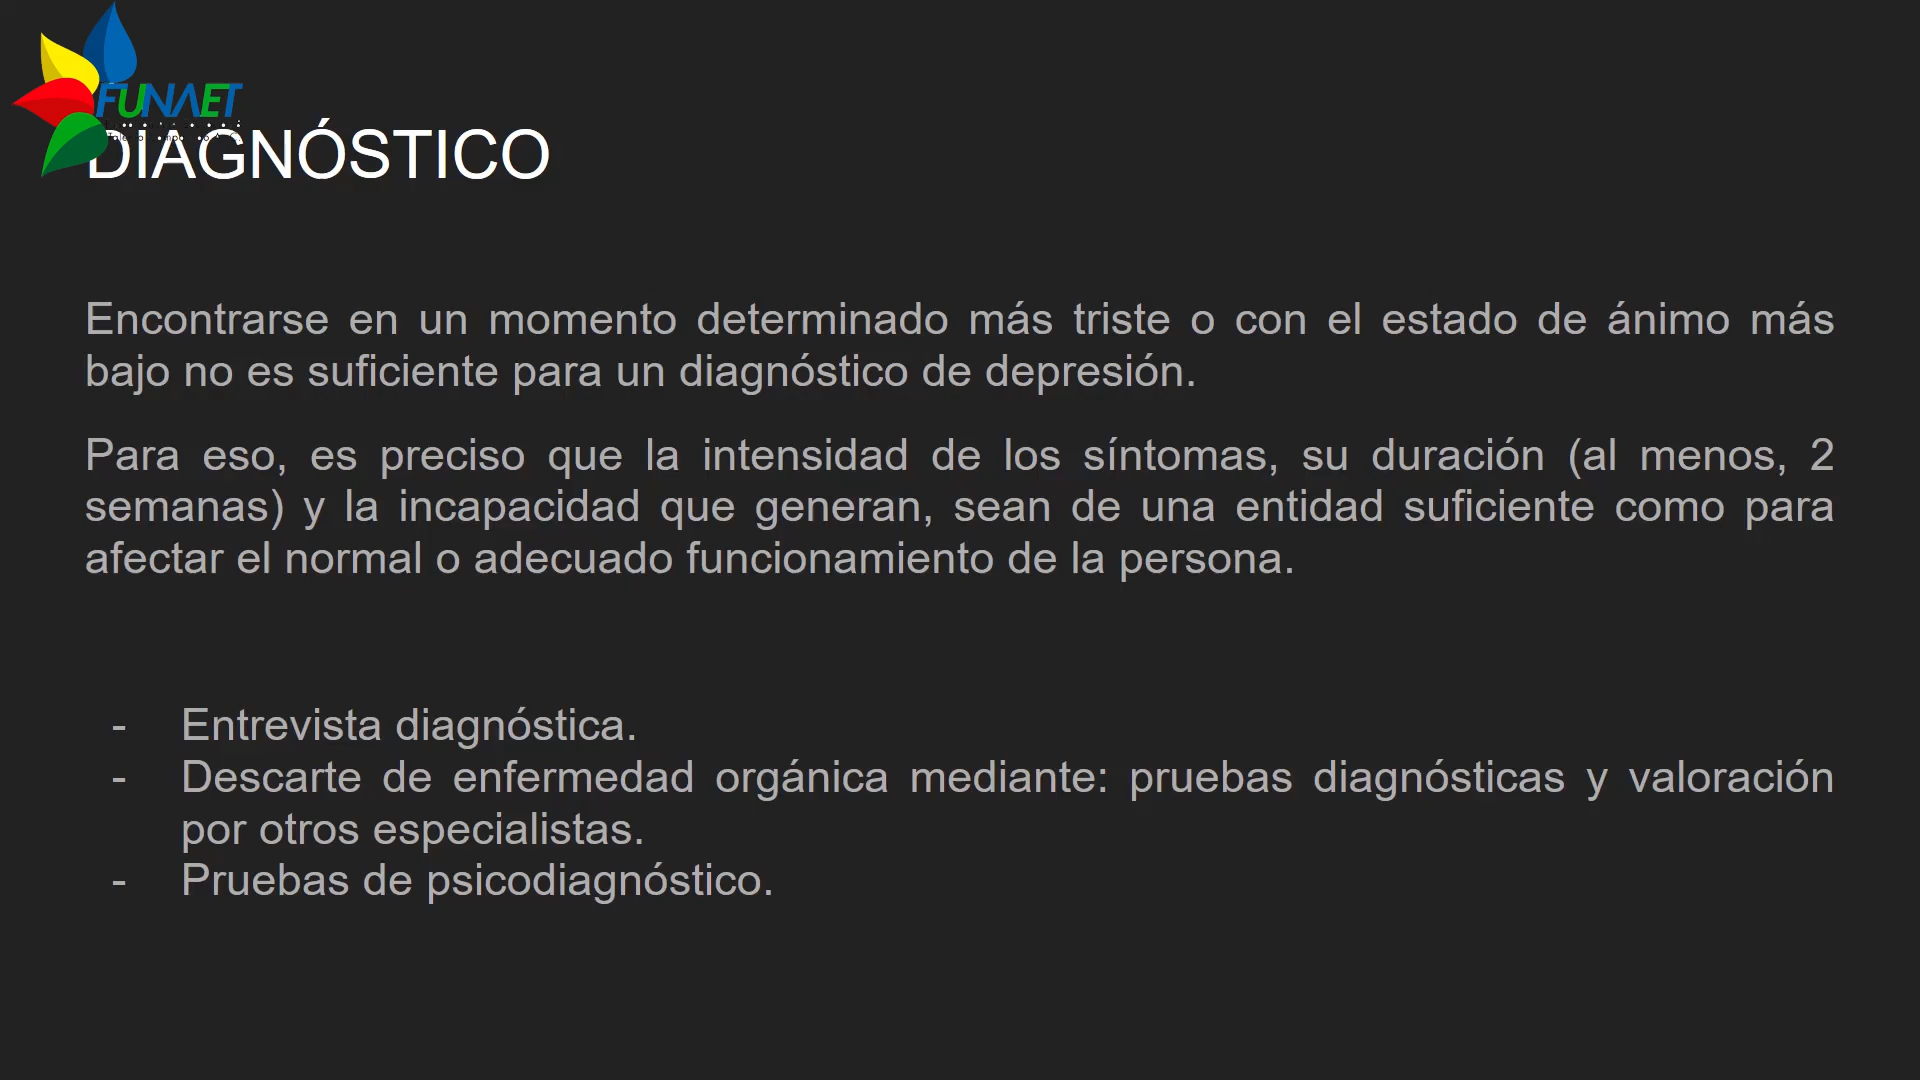 FUNAET
DIAGNÓSTICO
Encontrarse en un momento determinado más triste o con el estado de ánimo más
bajo no es suficiente para un diagnóstico de depresión.
Para eso, es preciso que la intensidad de los síntomas, su duración (al menos, 2
semanas) y la incapacidad que generan, sean de una entidad suficiente como para
afectar el normal o adecuado funcionamiento de la persona.
- Entrevista diagnóstica.
- Descarte de enfermedad orgánica mediante: pruebas diagnósticas y valoración
por otros especialistas.
- Pruebas de psicodiagnóstico.